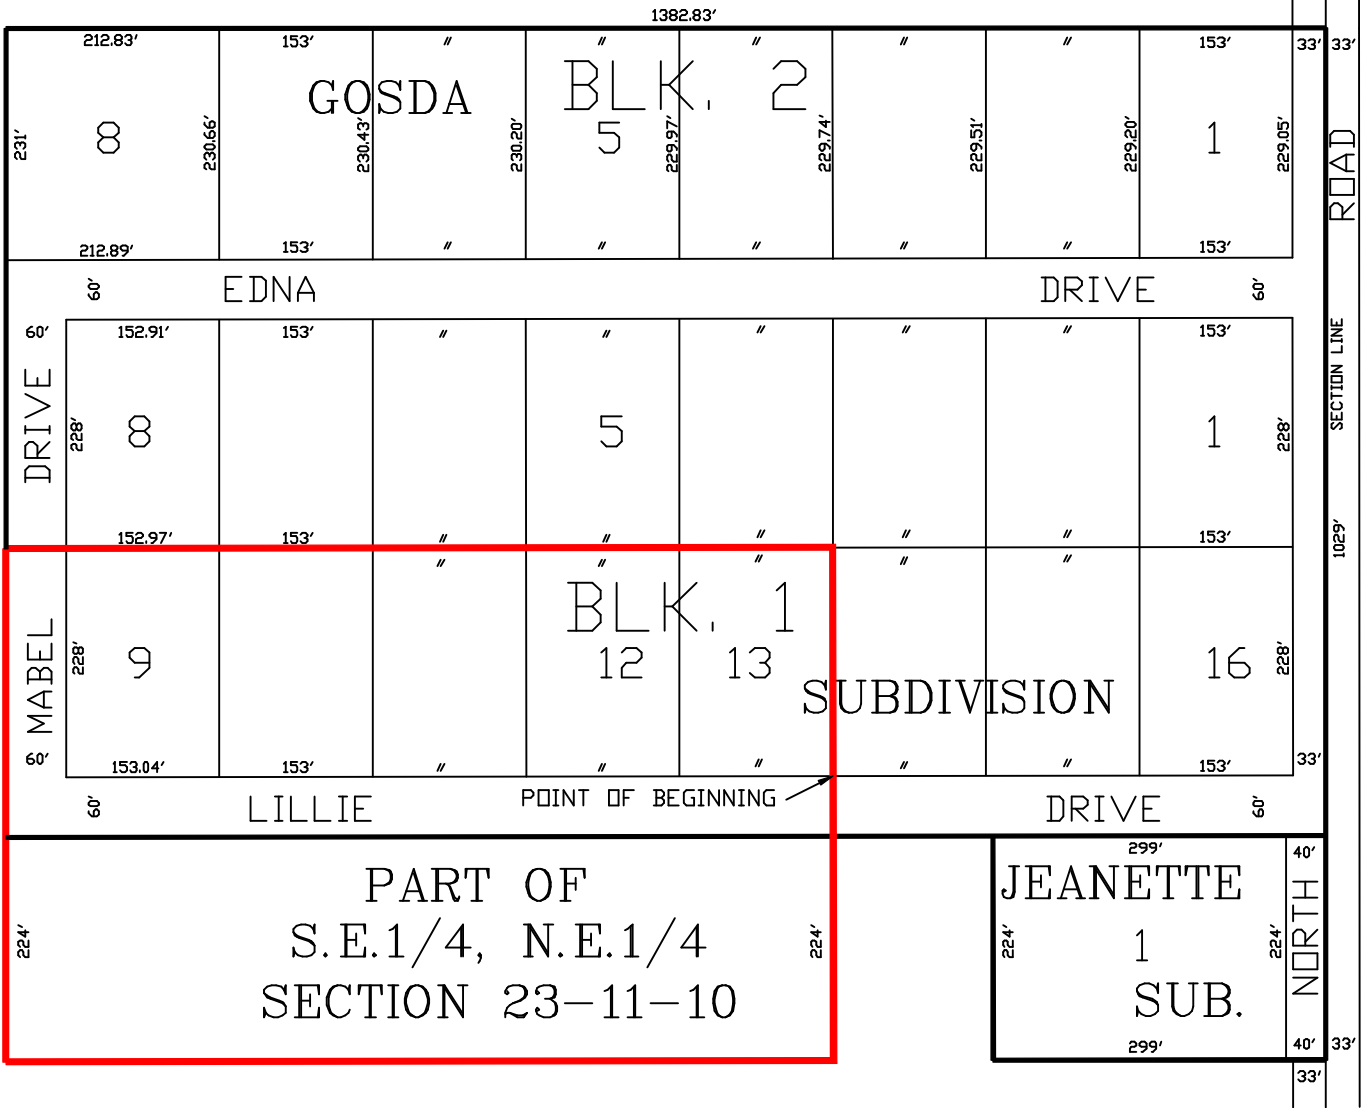 1382.83′
212.83′ 153′ ″ ″ ″ ″ ″ 153′ 33′ 33′
GOSDA BLK. 2
231′ 8 230.66′ 230.43′ 230.20′ 5 229.97′ 229.74′ 229.51′ 229.20′ 1 229.05′ ROAD
212.89′ 153′ ″ ″ ″ ″ ″ 153′
60′ EDNA DRIVE 60′
60′ 152.91′ 153′ ″ ″ ″ ″ ″ 153′
SECTION LINE
DRIVE 228′ 8 5 1 228′
152.97′ 153′ ″ ″ ″ ″ ″ 153′ 1029′
″ ″ ″ ″ ″
BLK. 1
MABEL 228′ 9 12 13 16 228′
SUBDIVISION
60′ 153.04′ 153′ ″ ″ ″ ″ ″ 153′ 33′
60′ LILLIE POINT OF BEGINNING DRIVE 60′
299′ 40′
PART OF JEANETTE
S.E.1/4, N.E.1/4
224′ 224′ 224′ 1 224′ NORTH
SECTION 23-11-10 SUB.
299′ 40′ 33′
33′